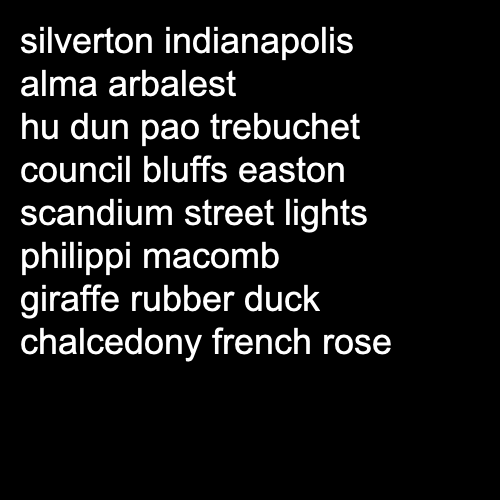 silverton indianapolis
alma arbalest
hu dun pao trebuchet
council bluffs easton
scandium street lights
philippi macomb
giraffe rubber duck
chalcedony french rose